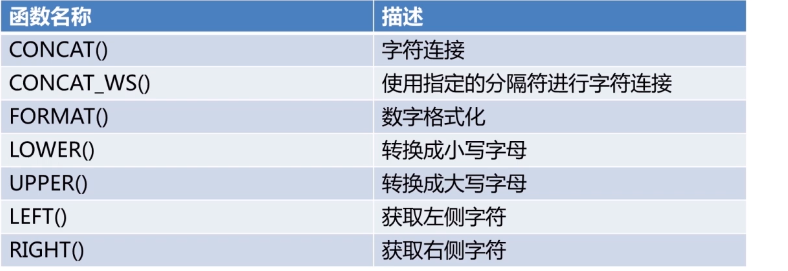 函数名称 描述
CONCAT() 字符连接
CONCAT_WS() 使用指定的分隔符进行字符连接
FORMAT() 数字格式化
LOWER() 转换成小写字母
UPPER() 转换成大写字母
LEFT() 获取左侧字符
RIGHT() 获取右侧字符